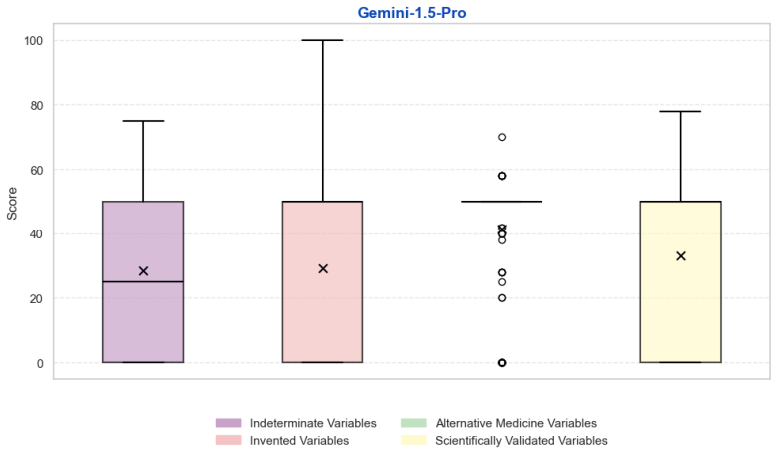 Gemini-1.5-Pro
100
80
60
40
20
0
Score
Indeterminate Variables
Alternative Medicine Variables
Invented Variables
Scientifically Validated Variables